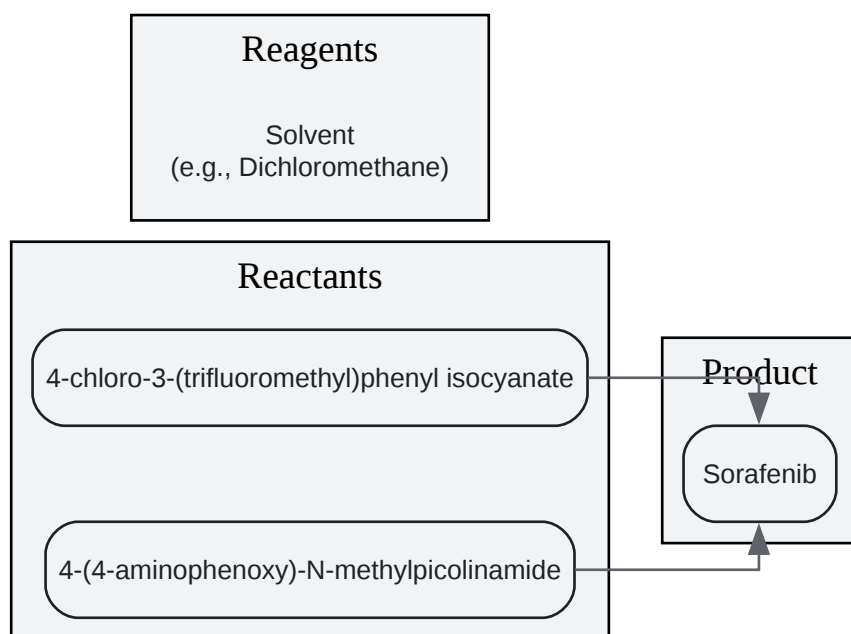 Reagents
Solvent
(e.g., Dichloromethane)
Reactants
4-chloro-3-(trifluoromethyl)phenyl isocyanate
Product
Sorafenib
4-(4-aminophenoxy)-N-methylpicolinamide